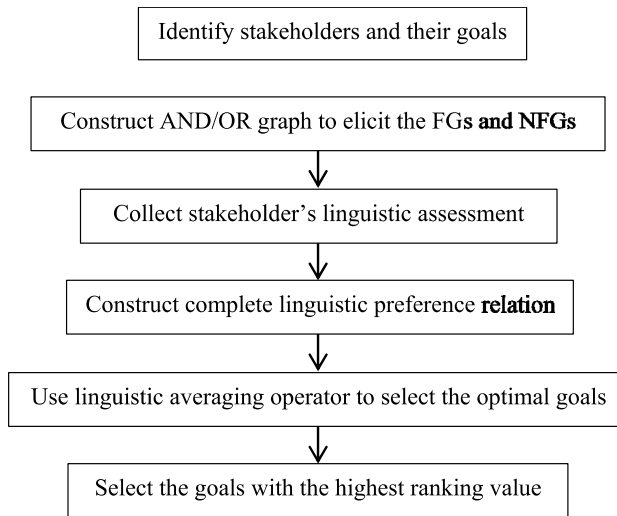 Identify stakeholders and their goals
Construct AND/OR graph to elicit the FGs and NFGs
Collect stakeholder’s linguistic assessment
Construct complete linguistic preference relation
Use linguistic averaging operator to select the optimal goals
Select the goals with the highest ranking value